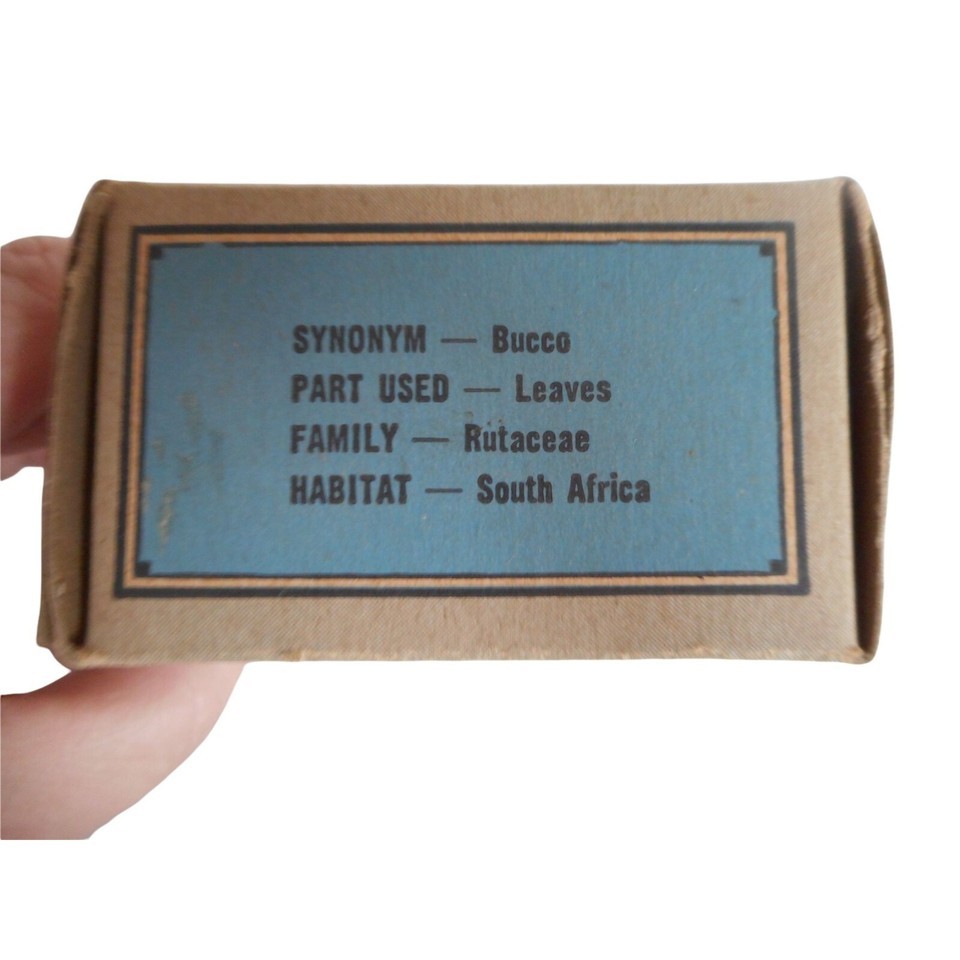 SYNONYM — Bucco
PART USED — Leaves
FAMILY — Rutaceae
HABITAT — South Africa